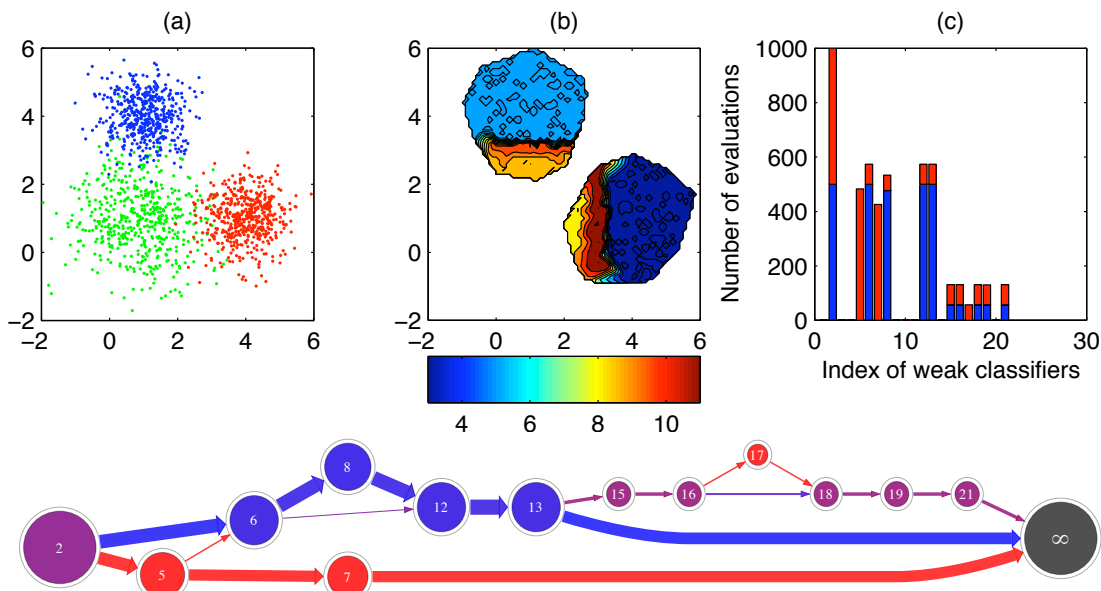 (a) (b) (c)
6 6 1000
4 4 800
2 2 600
0 0 400
−2 −2 200
0
−2 0 2 4 6
−2 0 2 4 6
0 10 20 30
Number of evaluations
Index of weak classifiers
4 6 8 10
2
5
6
7
8
12
13
15
16
17
18
19
21
∞